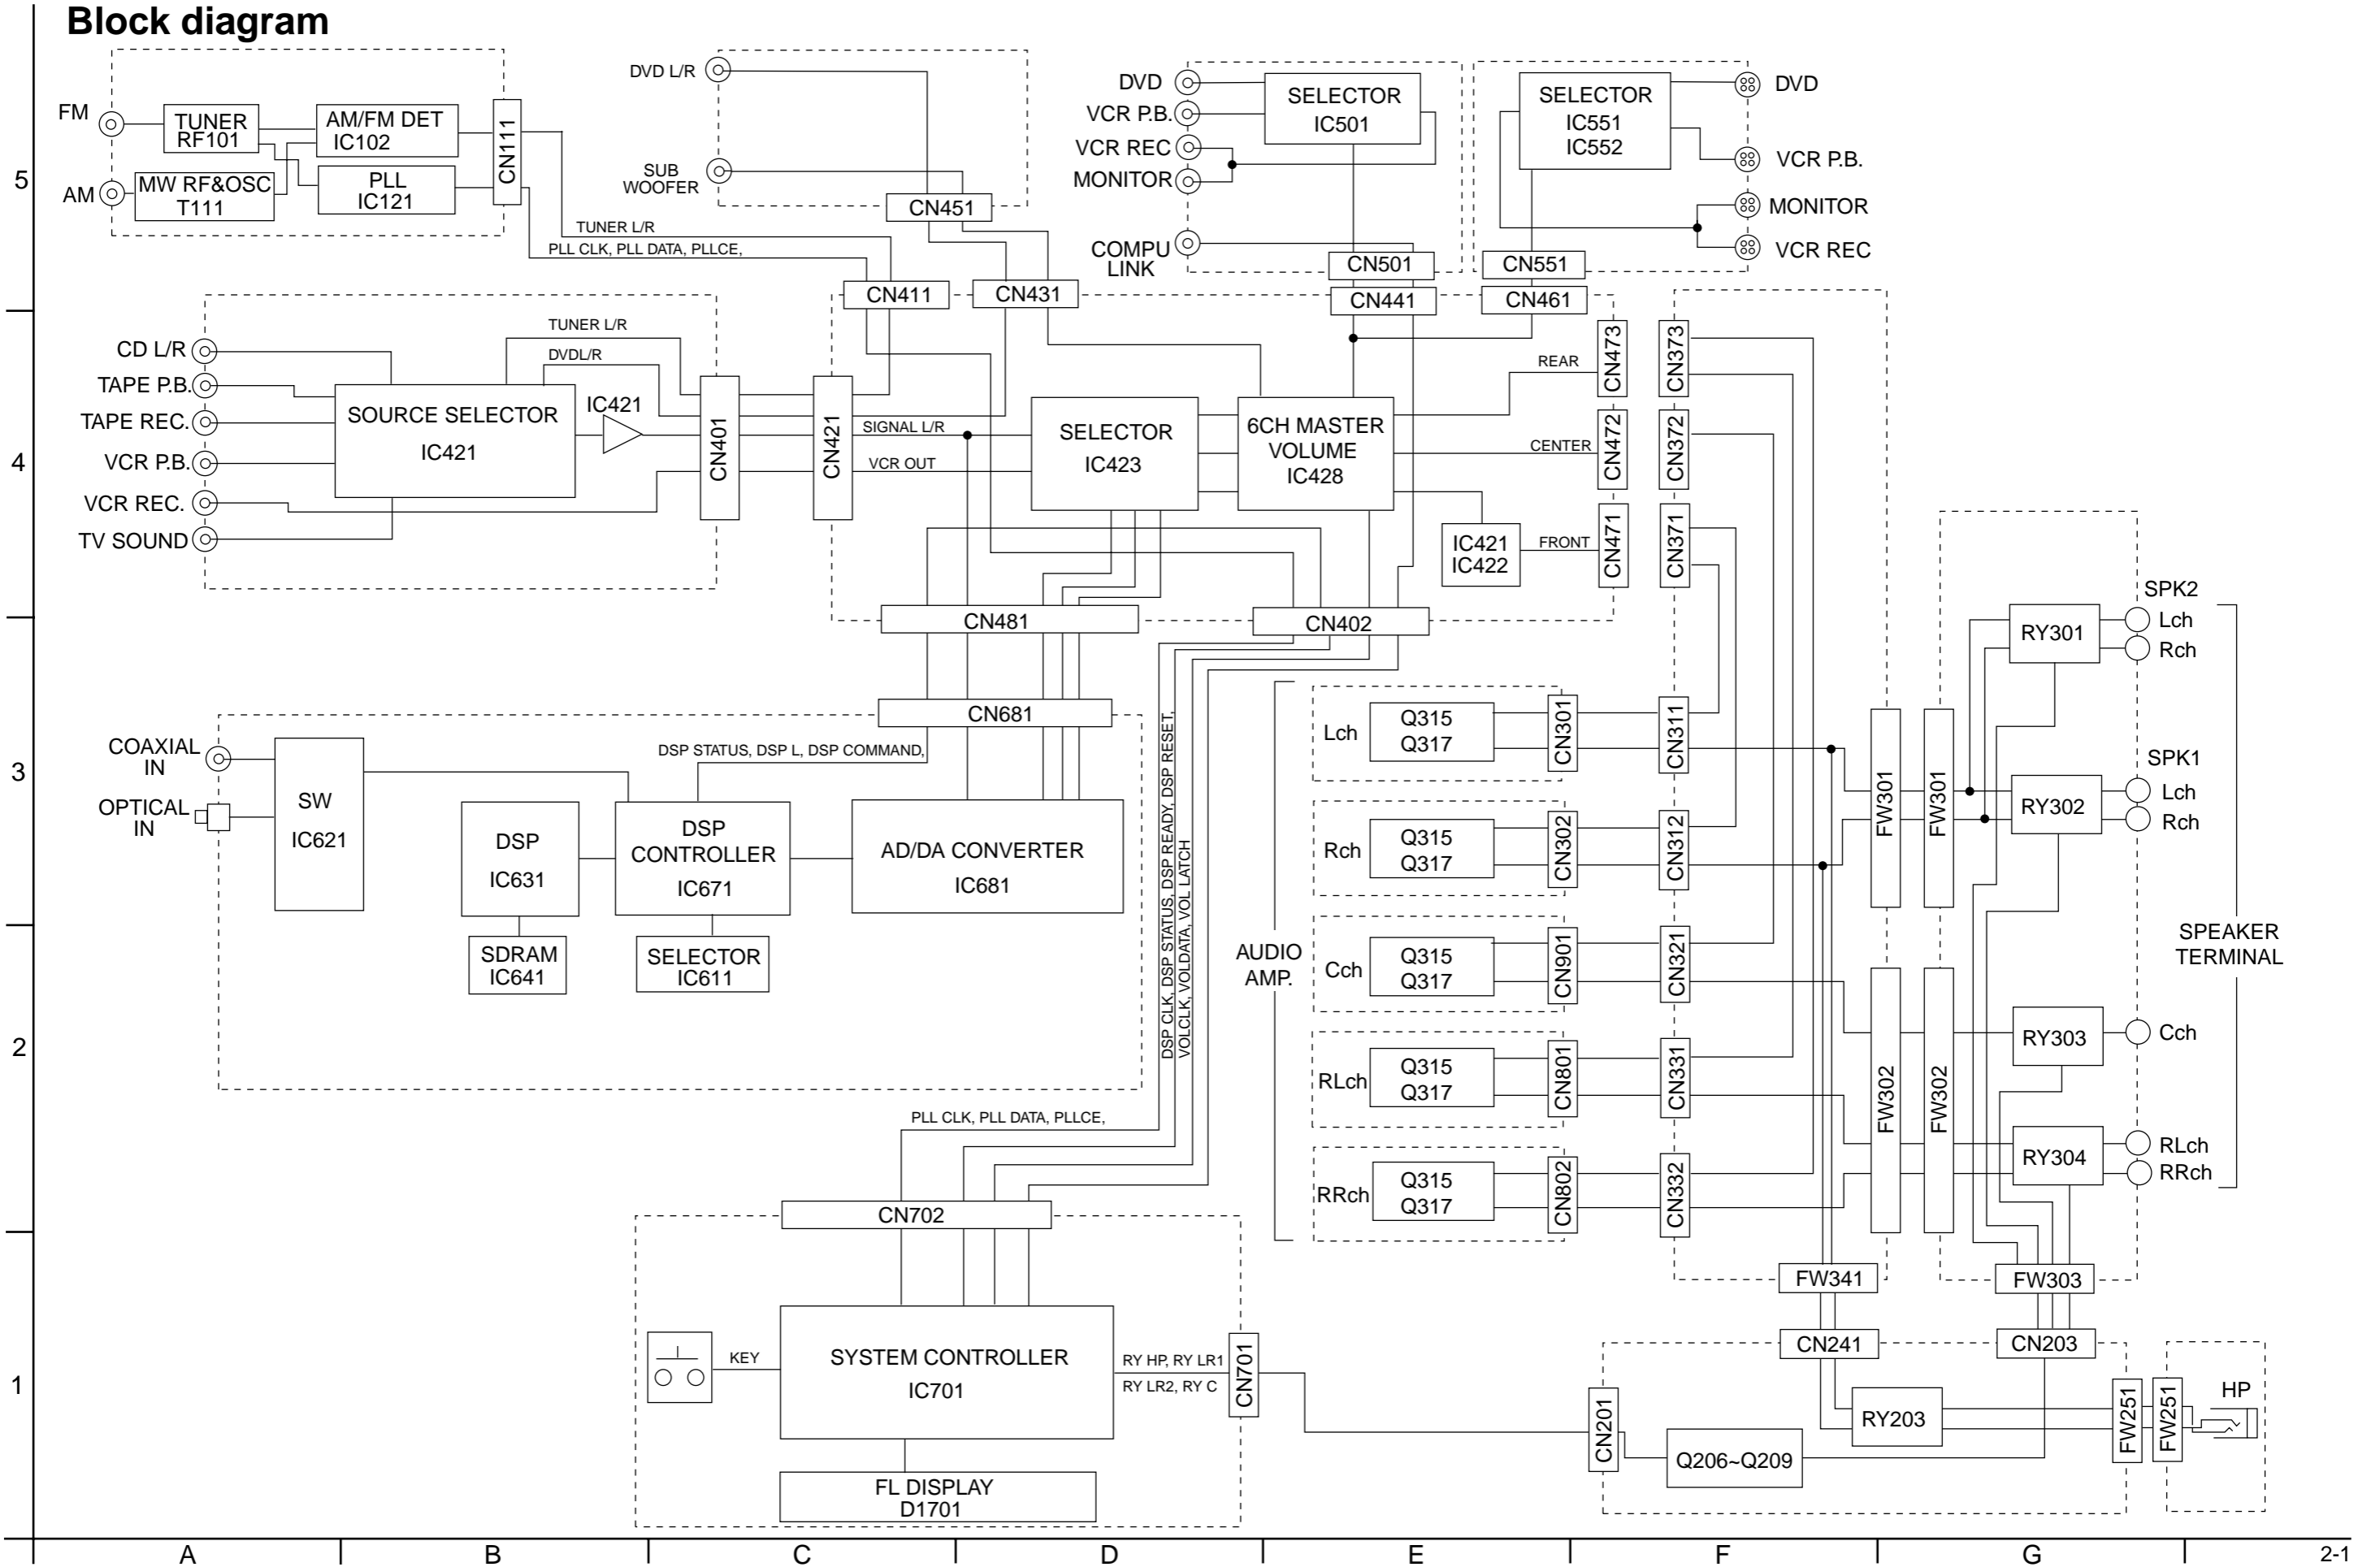 Block diagram
FM
AM
TUNER
RF101
AM/FM DET
IC102
MW RF&OSC
T111
PLL
IC121
CN111
TUNER L/R
PLL CLK, PLL DATA, PLLCE,
DVD L/R
SUB
WOOFER
CN451
DVD
VCR P.B.
VCR REC
MONITOR
COMPU
LINK
SELECTOR
IC501
CN501
SELECTOR
IC551
IC552
CN551
DVD
VCR P.B.
MONITOR
VCR REC
5
CN411
CN431
CN441
CN461
CD L/R
TAPE P.B.
TAPE REC.
VCR P.B.
VCR REC.
TV SOUND
TUNER L/R
DVDL/R
SOURCE SELECTOR
IC421
IC421
CN401
CN421
SIGNAL L/R
VCR OUT
SELECTOR
IC423
6CH MASTER
VOLUME
IC428
REAR
CENTER
FRONT
IC421
IC422
CN473
CN472
CN471
CN373
CN372
CN371
4
CN481
CN402
CN681
COAXIAL
IN
OPTICAL
IN
SW
IC621
DSP STATUS, DSP L, DSP COMMAND,
DSP
IC631
DSP
CONTROLLER
IC671
AD/DA CONVERTER
IC681
SDRAM
IC641
SELECTOR
IC611
DSP CLK, DSP STATUS, DSP READY, DSP RESET,
VOLCLK, VOLDATA, VOL LATCH
3
AUDIO
AMP.
Lch
Q315
Q317
CN301
CN311
Rch
Q315
Q317
CN302
CN312
Cch
Q315
Q317
CN901
CN321
RLch
Q315
Q317
CN801
CN331
RRch
Q315
Q317
CN802
CN332
FW301
FW301
FW302
FW302
SPK2
RY301
Lch
Rch
SPK1
RY302
Lch
Rch
SPEAKER
TERMINAL
RY303
Cch
RY304
RLch
RRch
2
PLL CLK, PLL DATA, PLLCE,
CN702
KEY
SYSTEM CONTROLLER
IC701
RY HP, RY LR1
RY LR2, RY C
CN701
FL DISPLAY
D1701
FW341
FW303
CN241
CN203
CN201
RY203
Q206~Q209
FW251
FW251
HP
1
A
B
C
D
E
F
G
2-1